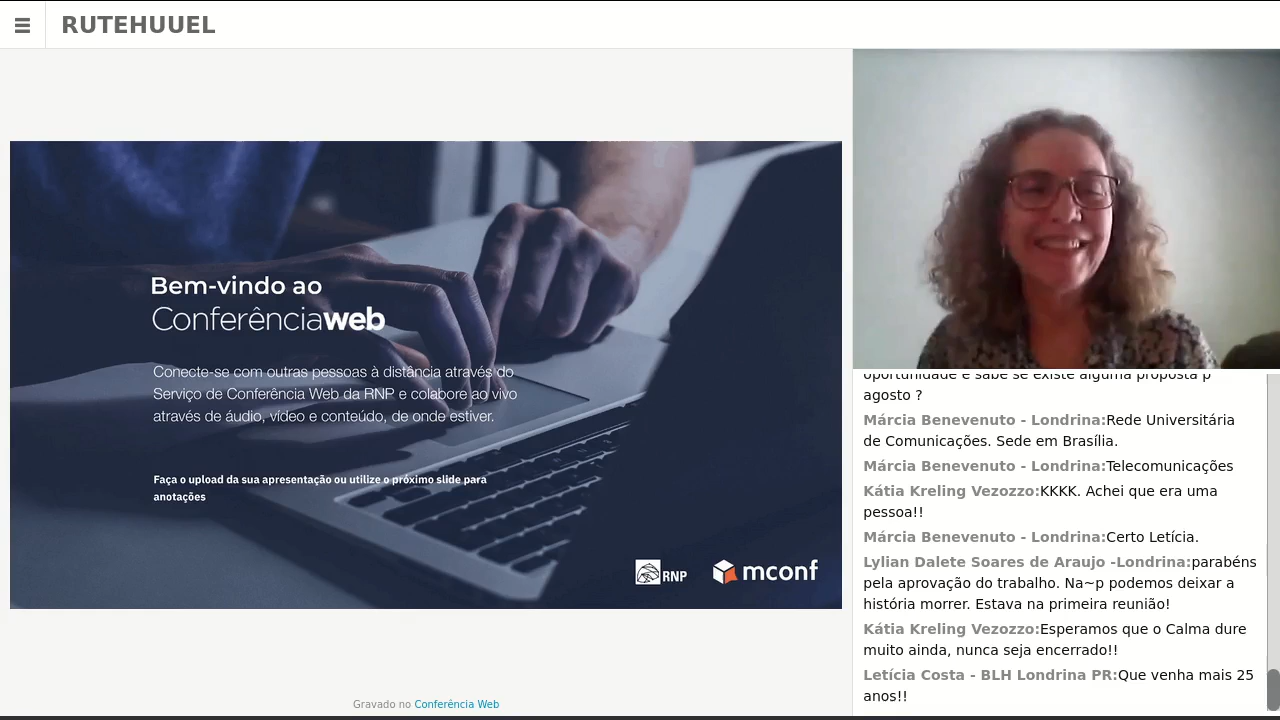 RUTEHUUEL
Bem-vindo ao
Conferênciaweb
Conecte-se com outras pessoas à distância através do
Serviço de Conferência Web da RNP e colabore ao vivo
através de áudio, vídeo e conteúdo, de onde estiver.
Faça o upload da sua apresentação ou utilize o próximo slide para
anotações
RNP
mconf
Gravado no Conferência Web
oportunidade e sabe se existe alguma proposta p
agosto ?
Márcia Benevenuto - Londrina:Rede Universitária
de Comunicações. Sede em Brasília.
Márcia Benevenuto - Londrina:Telecomunicações
Kátia Kreling Vezozzo:KKKK. Achei que era uma
pessoa!!
Márcia Benevenuto - Londrina:Certo Letícia.
Lylian Dalete Soares de Araujo -Londrina:parabéns
pela aprovação do trabalho. Na~p podemos deixar a
história morrer. Estava na primeira reunião!
Kátia Kreling Vezozzo:Esperamos que o Calma dure
muito ainda, nunca seja encerrado!!
Letícia Costa - BLH Londrina PR:Que venha mais 25
anos!!